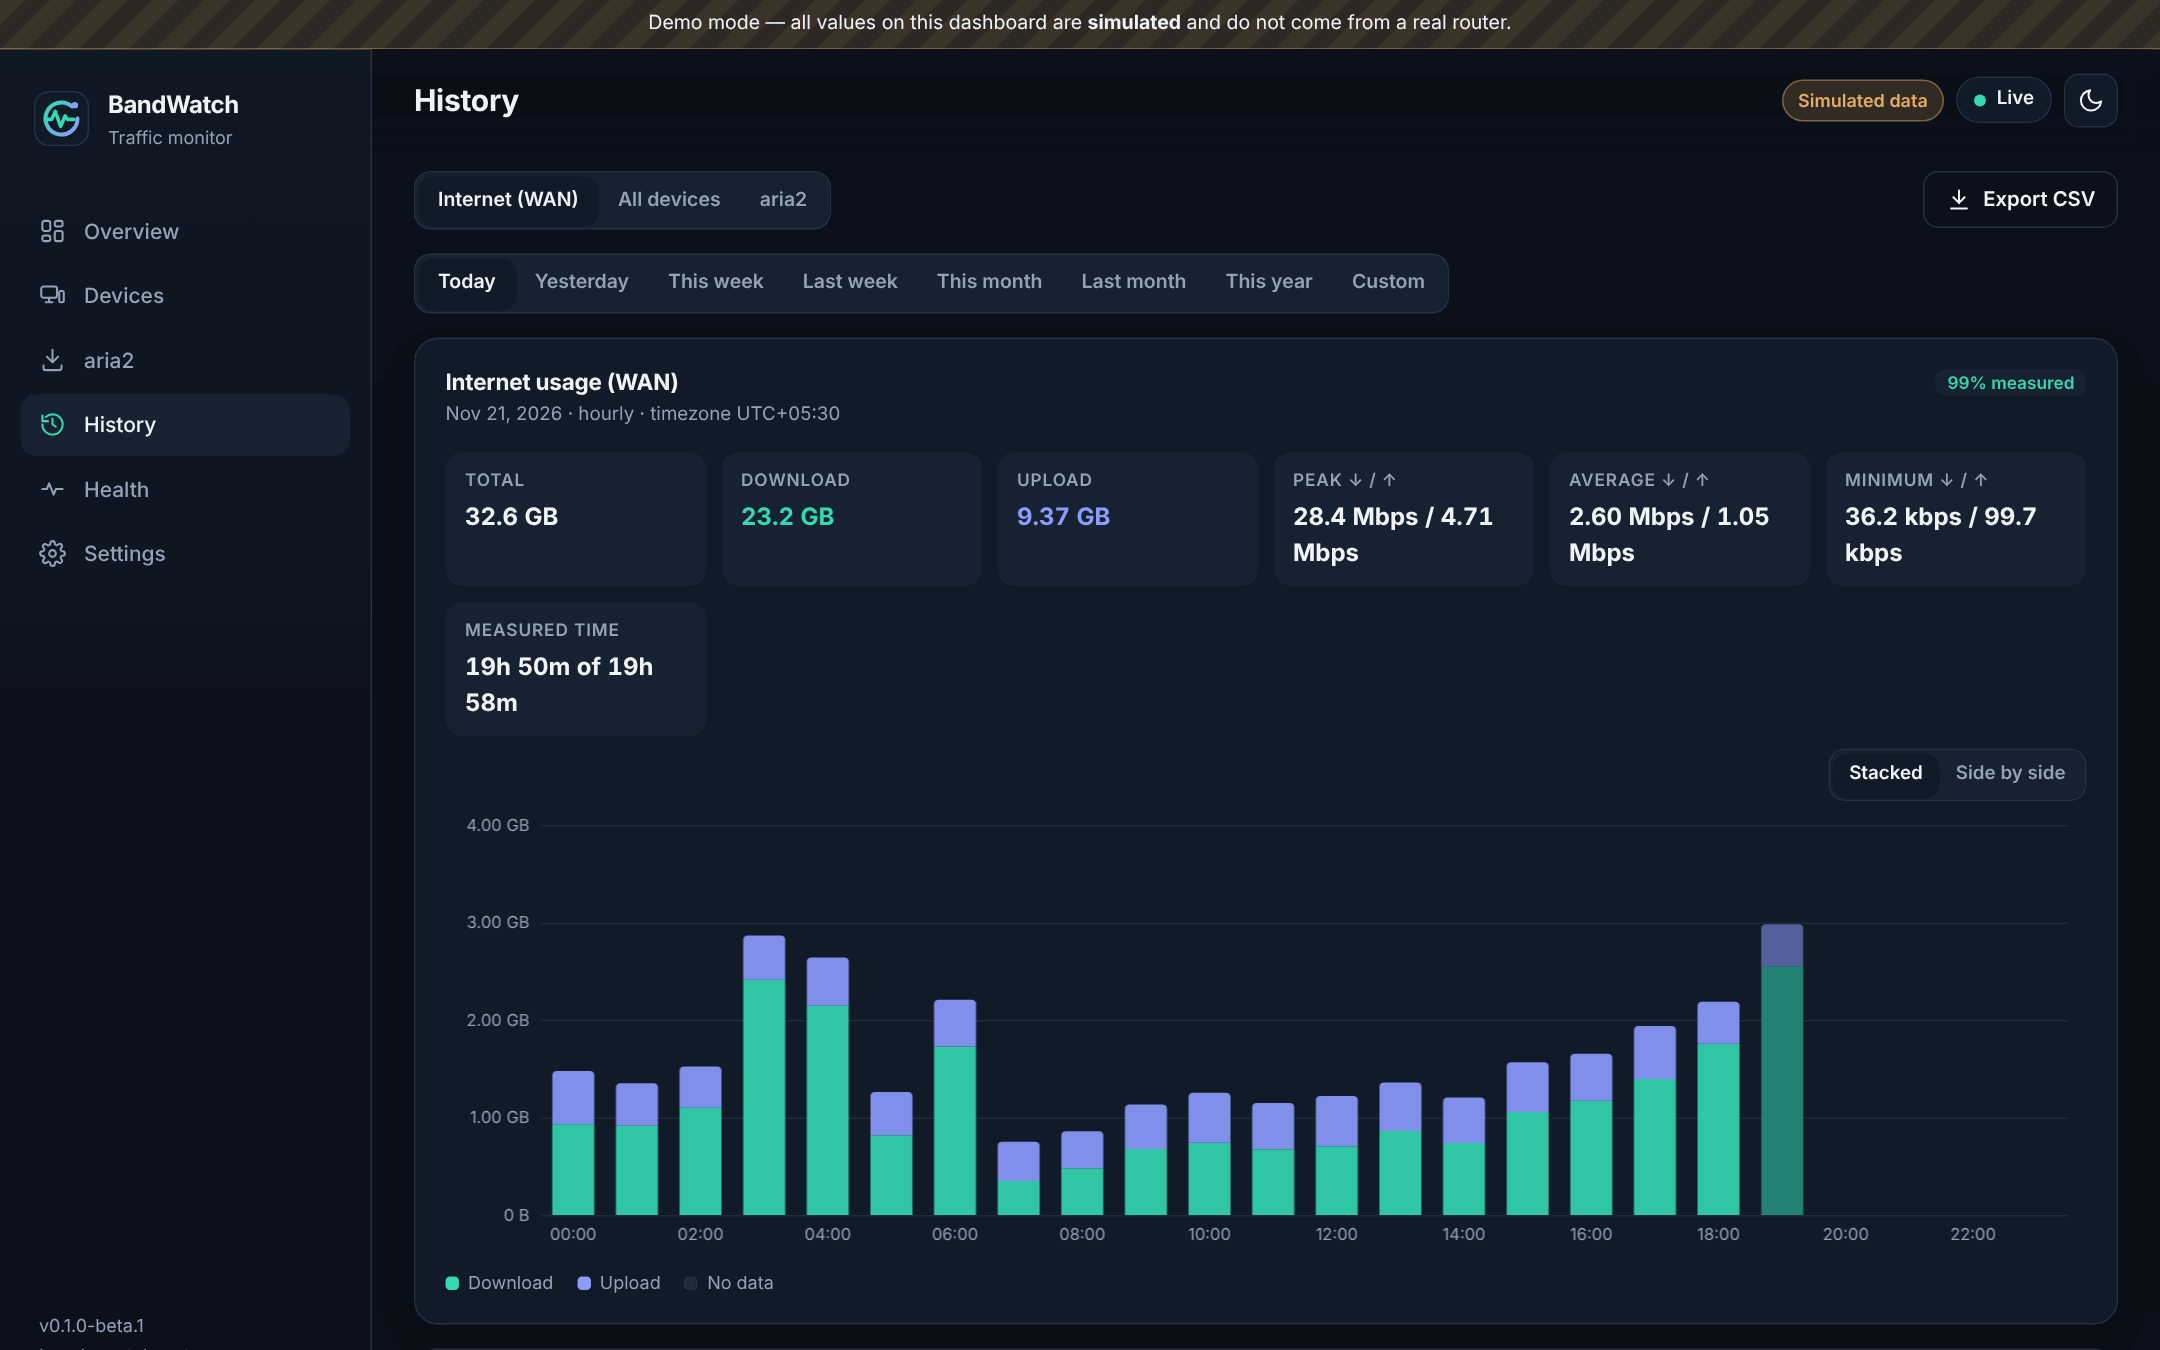 Demo mode — all values on this dashboard are simulated and do not come from a real router.
BandWatch
Traffic monitor
Overview
Devices
aria2
History
Health
Settings
v0.1.0-beta.1
History
Simulated data
Live
Internet (WAN)
All devices
aria2
Export CSV
Today
Yesterday
This week
Last week
This month
Last month
This year
Custom
Internet usage (WAN)
99% measured
Nov 21, 2026 · hourly · timezone UTC+05:30
TOTAL
32.6 GB
DOWNLOAD
23.2 GB
UPLOAD
9.37 GB
PEAK ↓ / ↑
28.4 Mbps / 4.71
Mbps
AVERAGE ↓ / ↑
2.60 Mbps / 1.05
Mbps
MINIMUM ↓ / ↑
36.2 kbps / 99.7
kbps
MEASURED TIME
19h 50m of 19h
58m
Stacked
Side by side
4.00 GB
3.00 GB
2.00 GB
1.00 GB
0 B
00:00
02:00
04:00
06:00
08:00
10:00
12:00
14:00
16:00
18:00
20:00
22:00
Download
Upload
No data